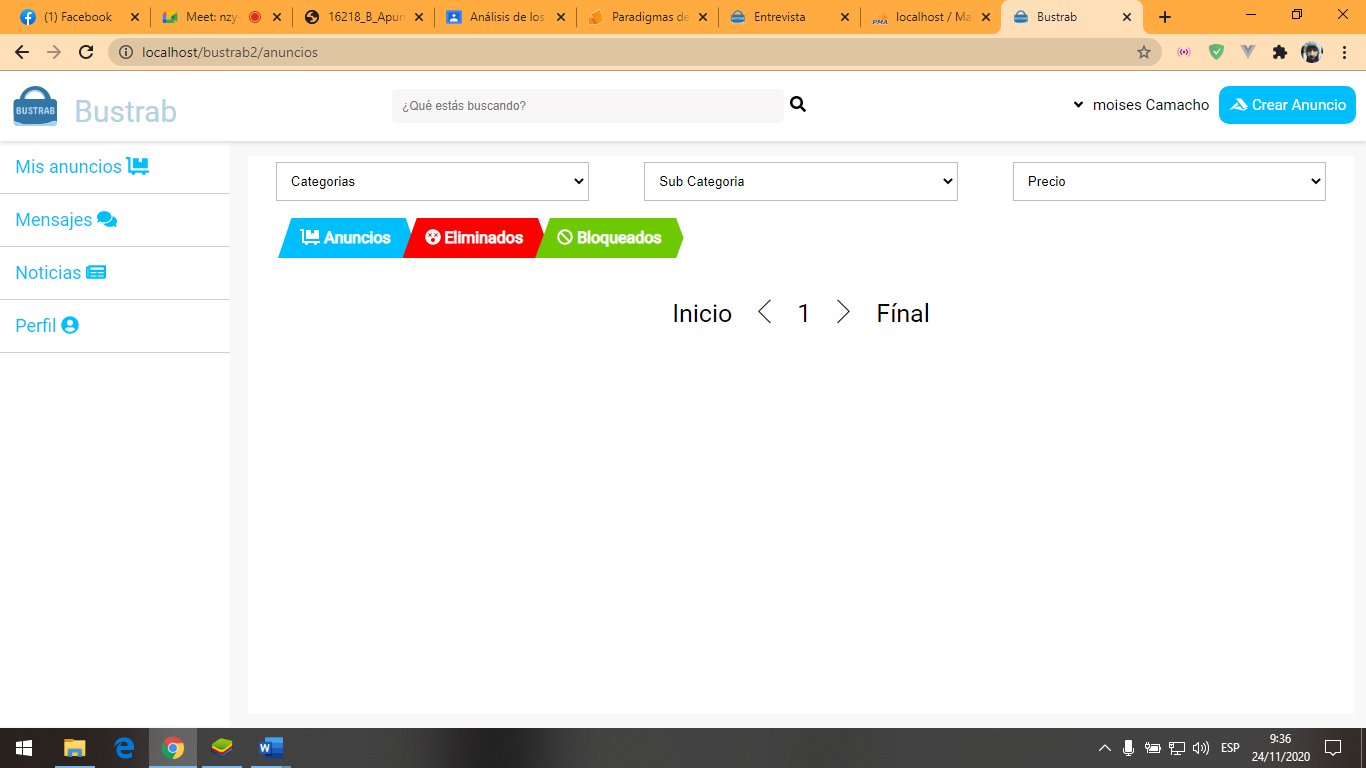 (1) Facebook
Meet: nzy-
16218_B_Apun
Análisis de los
Paradigmas de
Entrevista
localhost / Ma
Bustrab
localhost/bustrab2/anuncios
BUSTRAB
Bustrab
¿Qué estás buscando?
moises Camacho
Crear Anuncio
Mis anuncios
Mensajes
Noticias
Perfil
Categorias
Sub Categoria
Precio
Anuncios
Eliminados
Bloqueados
Inicio 1 Fínal
ESP
9:36
24/11/2020